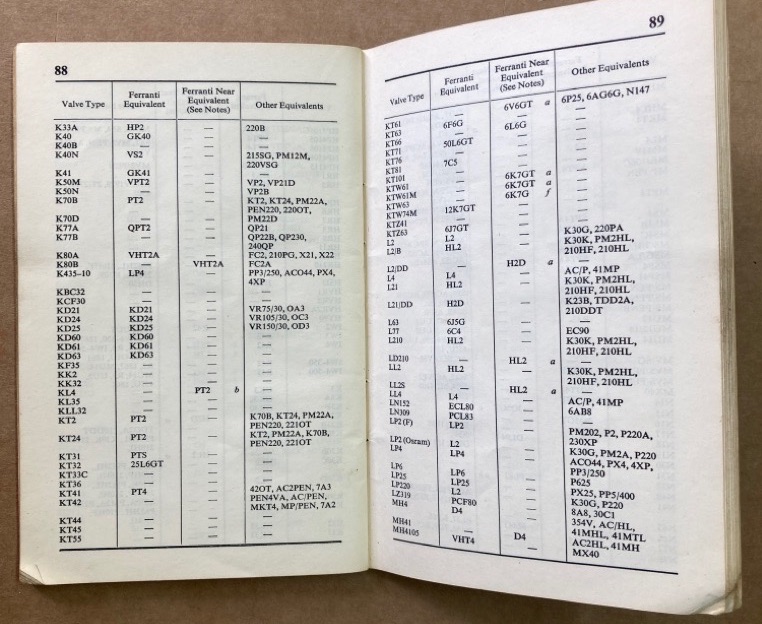 88
Valve Type Ferranti Equivalent Ferranti Near Equivalent (See Notes) Other Equivalents
K33A HP2 — 220B
K40 GK40 — —
K40B — — —
K40N VS2 — 215SG, PM12M,
220VSG
K41 GK41 — —
K50M VPT2 — VP2, VP21D
K50N — — VP2B
K70B PT2 — KT2, KT24, PM22A,
PEN220, 220OT,
K70D — — PM22D
K77A QPT2 — QP21
K77B — — QP22B, QP230,
240QP
K80A VHT2A — FC2, 210PG, X21, X22
K80B — VHT2A FC2A
K435-10 LP4 — PP3/250, ACO44, PX4,
4XP
KBC32 — — —
KCF30 — — —
KD21 KD21 — VR75/30, OA3
KD24 KD24 — VR105/30, OC3
KD25 KD25 — VR150/30, OD3
KD60 KD60 — —
KD61 KD61 — —
KD63 KD63 — —
KF35 — — —
KK2 — — —
KK32 — — —
KL4 — PT2 b —
KL35 — — —
KLL32 — — —
KT2 PT2 — K70B, KT24, PM22A,
PEN220, 221OT
KT24 PT2 — KT2, PM22A, K70B,
PEN220, 221OT
KT31 PTS — —
KT32 25L6GT — —
KT33C — — —
KT36 — — —
KT41 PT4 — 42OT, AC2PEN, 7A3
KT42 — — PEN4VA, AC/PEN,
MKT4, MP/PEN, 7A2
KT44 — — —
KT45 — — —
KT55 — — —
89
Valve Type Ferranti Equivalent Ferranti Near Equivalent (See Notes) Other Equivalents
KT61 — 6V6GT a 6P25, 6AG6G, N147
KT63 6F6G — —
KT66 — 6L6G —
KT71 50L6GT — —
KT76 — — —
KT81 7C5 — —
KT101 — — —
KTW61 — 6K7GT a —
KTW61M — 6K7GT a —
KTW63 — 6K7G f —
KTW74M 12K7GT — —
KTZ41 — — —
KTZ63 6J7GT — —
L2 L2 — K30G, 220PA
L2/B HL2 — K30K, PM2HL,
210HF, 210HL
L2/DD — H2D a —
L4 L4 — AC/P, 41MP
L21 HL2 — K30K, PM2HL,
210HF, 210HL
L21/DD H2D — K23B, TDD2A,
210DDT
L63 6J5G — —
L77 6C4 — EC90
L210 HL2 — K30K, PM2HL,
210HF, 210HL
LD210 — HL2 a —
LL2 HL2 — K30K, PM2HL,
210HF, 210HL
LL2S — HL2 a —
LL4 L4 — AC/P, 41MP
LN152 ECL80 — 6AB8
LN309 PCL83 — —
LP2 (F) LP2 — PM202, P2, P220A,
230XP
LP2 (Osram) L2 — K30G, PM2A, P220
LP4 LP4 — ACO44, PX4, 4XP,
PP3/250
LP6 LP6 — P625
LP25 LP25 — PX25, PP5/400
LP220 L2 — K30G, P220
LZ319 PCF80 — 8A8, 30C1
MH4 D4 — 354V, AC/HL,
41MHL, 41MTL
MH41 — D4 AC2HL, 41MH
MH4105 VHT4 — MX40